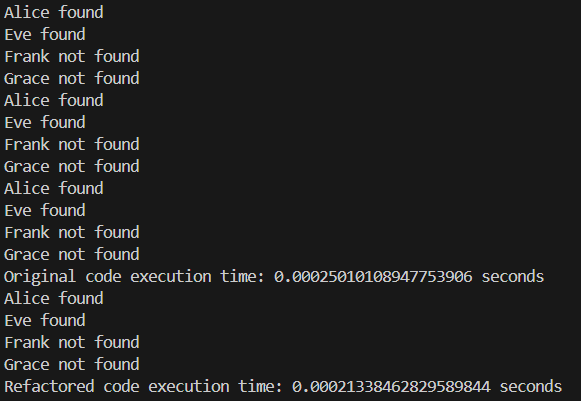 Alice found
Eve found
Frank not found
Grace not found
Alice found
Eve found
Frank not found
Grace not found
Alice found
Eve found
Frank not found
Grace not found
Original code execution time: 0.00025010108947753906 seconds
Alice found
Eve found
Frank not found
Grace not found
Refactored code execution time: 0.00021338462829589844 seconds